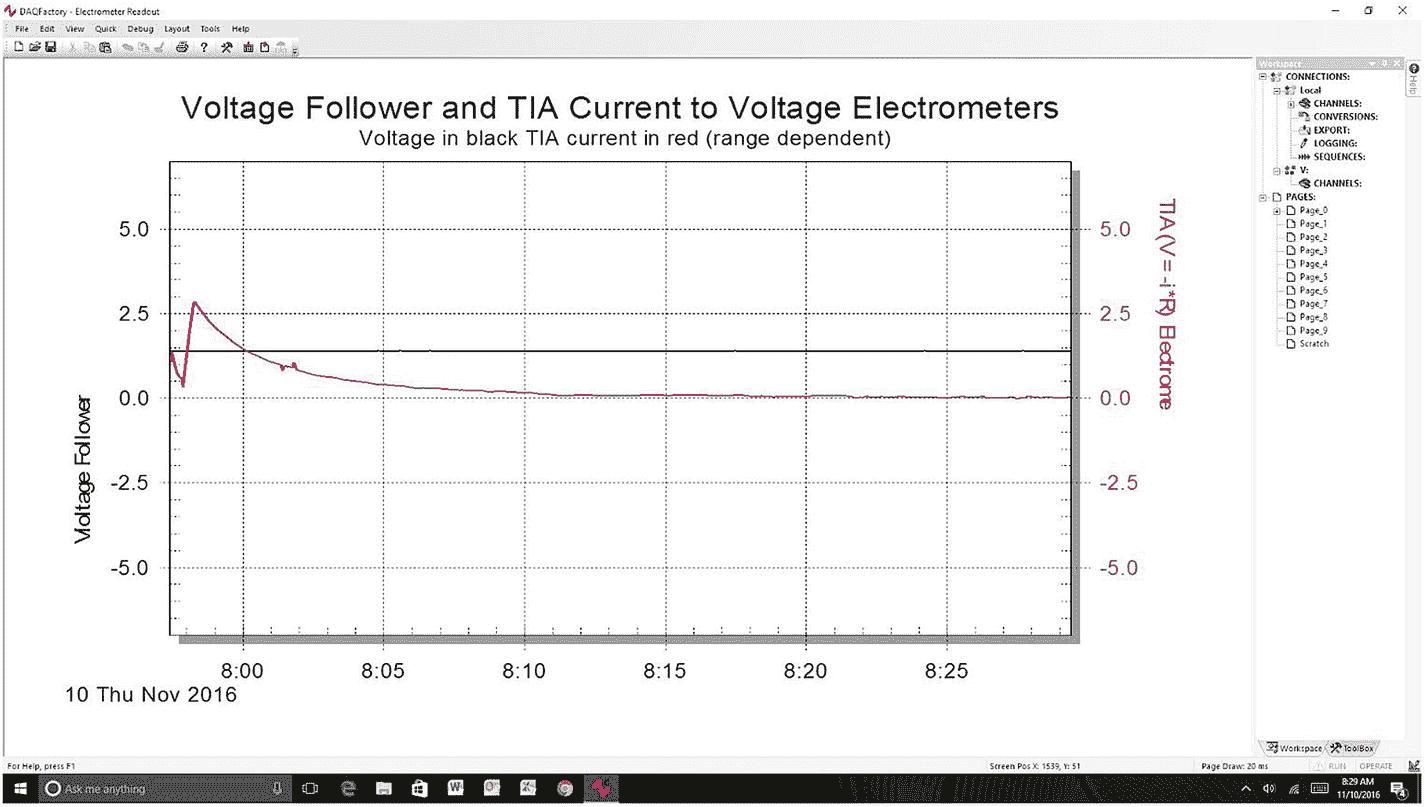 DAQFactory - Electrometer Readout
File Edit View Quick Debug Layout Tools Help
Voltage Follower and TIA Current to Voltage Electrometers
Voltage in black TIA current in red (range dependent)
5.0
2.5
0.0
-2.5
-5.0
Voltage Follower
5.0
2.5
0.0
-2.5
-5.0
TIA (V = -i*R) Electrome
8:00 8:05 8:10 8:15 8:20 8:25
10 Thu Nov 2016
Workspace
CONNECTIONS:
Local
CHANNELS:
CONVERSIONS:
EXPORT:
LOGGING:
SEQUENCES:
V:
CHANNELS:
PAGES:
Page_0
Page_1
Page_2
Page_3
Page_4
Page_5
Page_6
Page_7
Page_8
Page_9
Scratch
Help
Workspace ToolBox
For Help, press F1
Screen Pos X: 1539, Y: 51
Page Draw: 20 ms
RUN OPERATE
Ask me anything
8:29 AM
11/10/2016
4